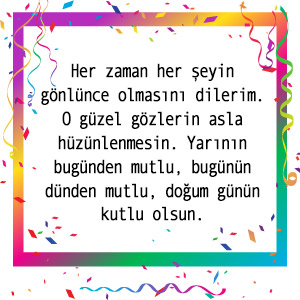 Her zaman her şeyin
gönlünce olmasını dilerim.
O güzel gözlerin asla
hüzünlenmesin. Yarının
bugünden mutlu, bugünün
dünden mutlu, doğum günün
kutlu olsun.